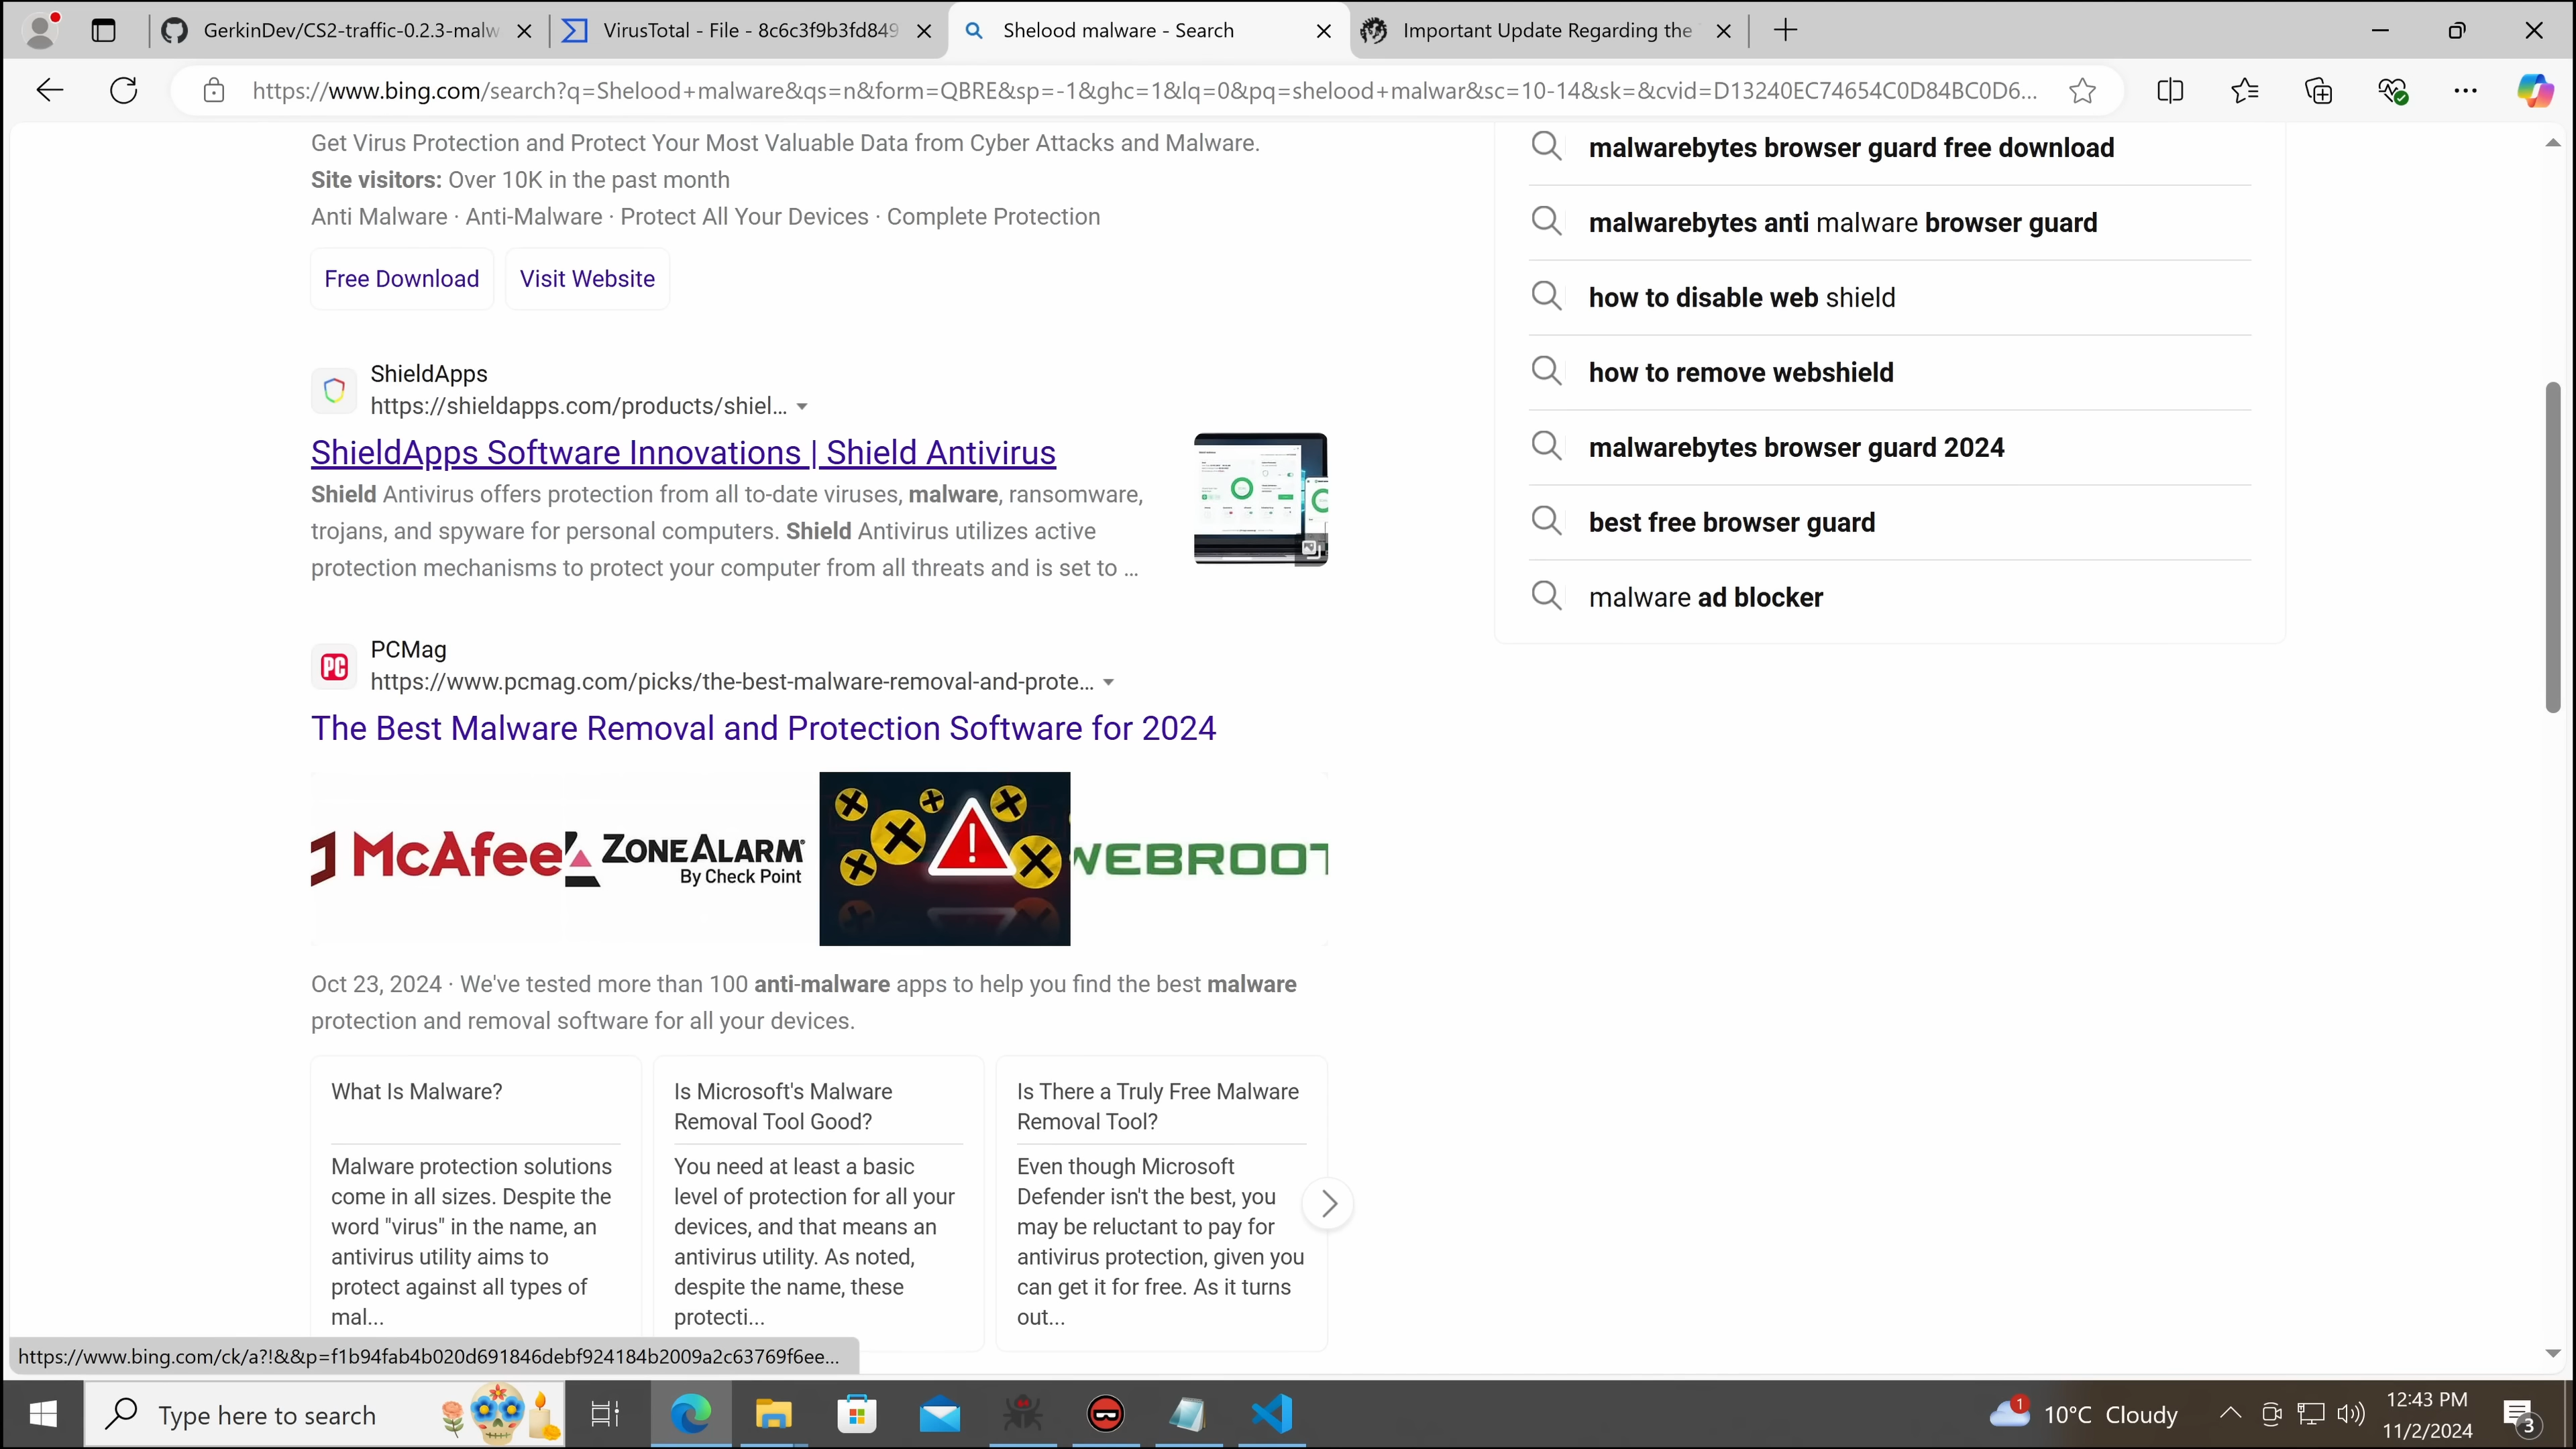 GerkinDev/CS2-traffic-0.2.3-malw
VirusTotal - File - 8c6c3f9b3fd849
Shelood malware - Search
Important Update Regarding the
https://www.bing.com/search?q=Shelood+malware&qs=n&form=QBRE&sp=-1&ghc=1&lq=0&pq=shelood+malwar&sc=10-14&sk=&cvid=D13240EC74654C0D84BC0D6...
Get Virus Protection and Protect Your Most Valuable Data from Cyber Attacks and Malware.
Site visitors: Over 10K in the past month
Anti Malware · Anti-Malware · Protect All Your Devices · Complete Protection
Free Download
Visit Website
ShieldApps
https://shieldapps.com/products/shiel...
ShieldApps Software Innovations | Shield Antivirus
Shield Antivirus offers protection from all to-date viruses, malware, ransomware,
trojans, and spyware for personal computers. Shield Antivirus utilizes active
protection mechanisms to protect your computer from all threats and is set to ...
PCMag
PC
https://www.pcmag.com/picks/the-best-malware-removal-and-prote...
The Best Malware Removal and Protection Software for 2024
McAfee
ZONEALARM
By Check Point
WEBROOT
Oct 23, 2024 · We've tested more than 100 anti-malware apps to help you find the best malware
protection and removal software for all your devices.
What Is Malware?
Malware protection solutions
come in all sizes. Despite the
word "virus" in the name, an
antivirus utility aims to
protect against all types of
mal...
Is Microsoft's Malware
Removal Tool Good?
You need at least a basic
level of protection for all your
devices, and that means an
antivirus utility. As noted,
despite the name, these
protecti...
Is There a Truly Free Malware
Removal Tool?
Even though Microsoft
Defender isn't the best, you
may be reluctant to pay for
antivirus protection, given you
can get it for free. As it turns
out...
malwarebytes browser guard free download
malwarebytes anti malware browser guard
how to disable web shield
how to remove webshield
malwarebytes browser guard 2024
best free browser guard
malware ad blocker
https://www.bing.com/ck/a?!&&p=f1b94fab4b020d691846debf924184b2009a2c63769f6ee...
Type here to search
1
10°C Cloudy
12:43 PM
11/2/2024
3